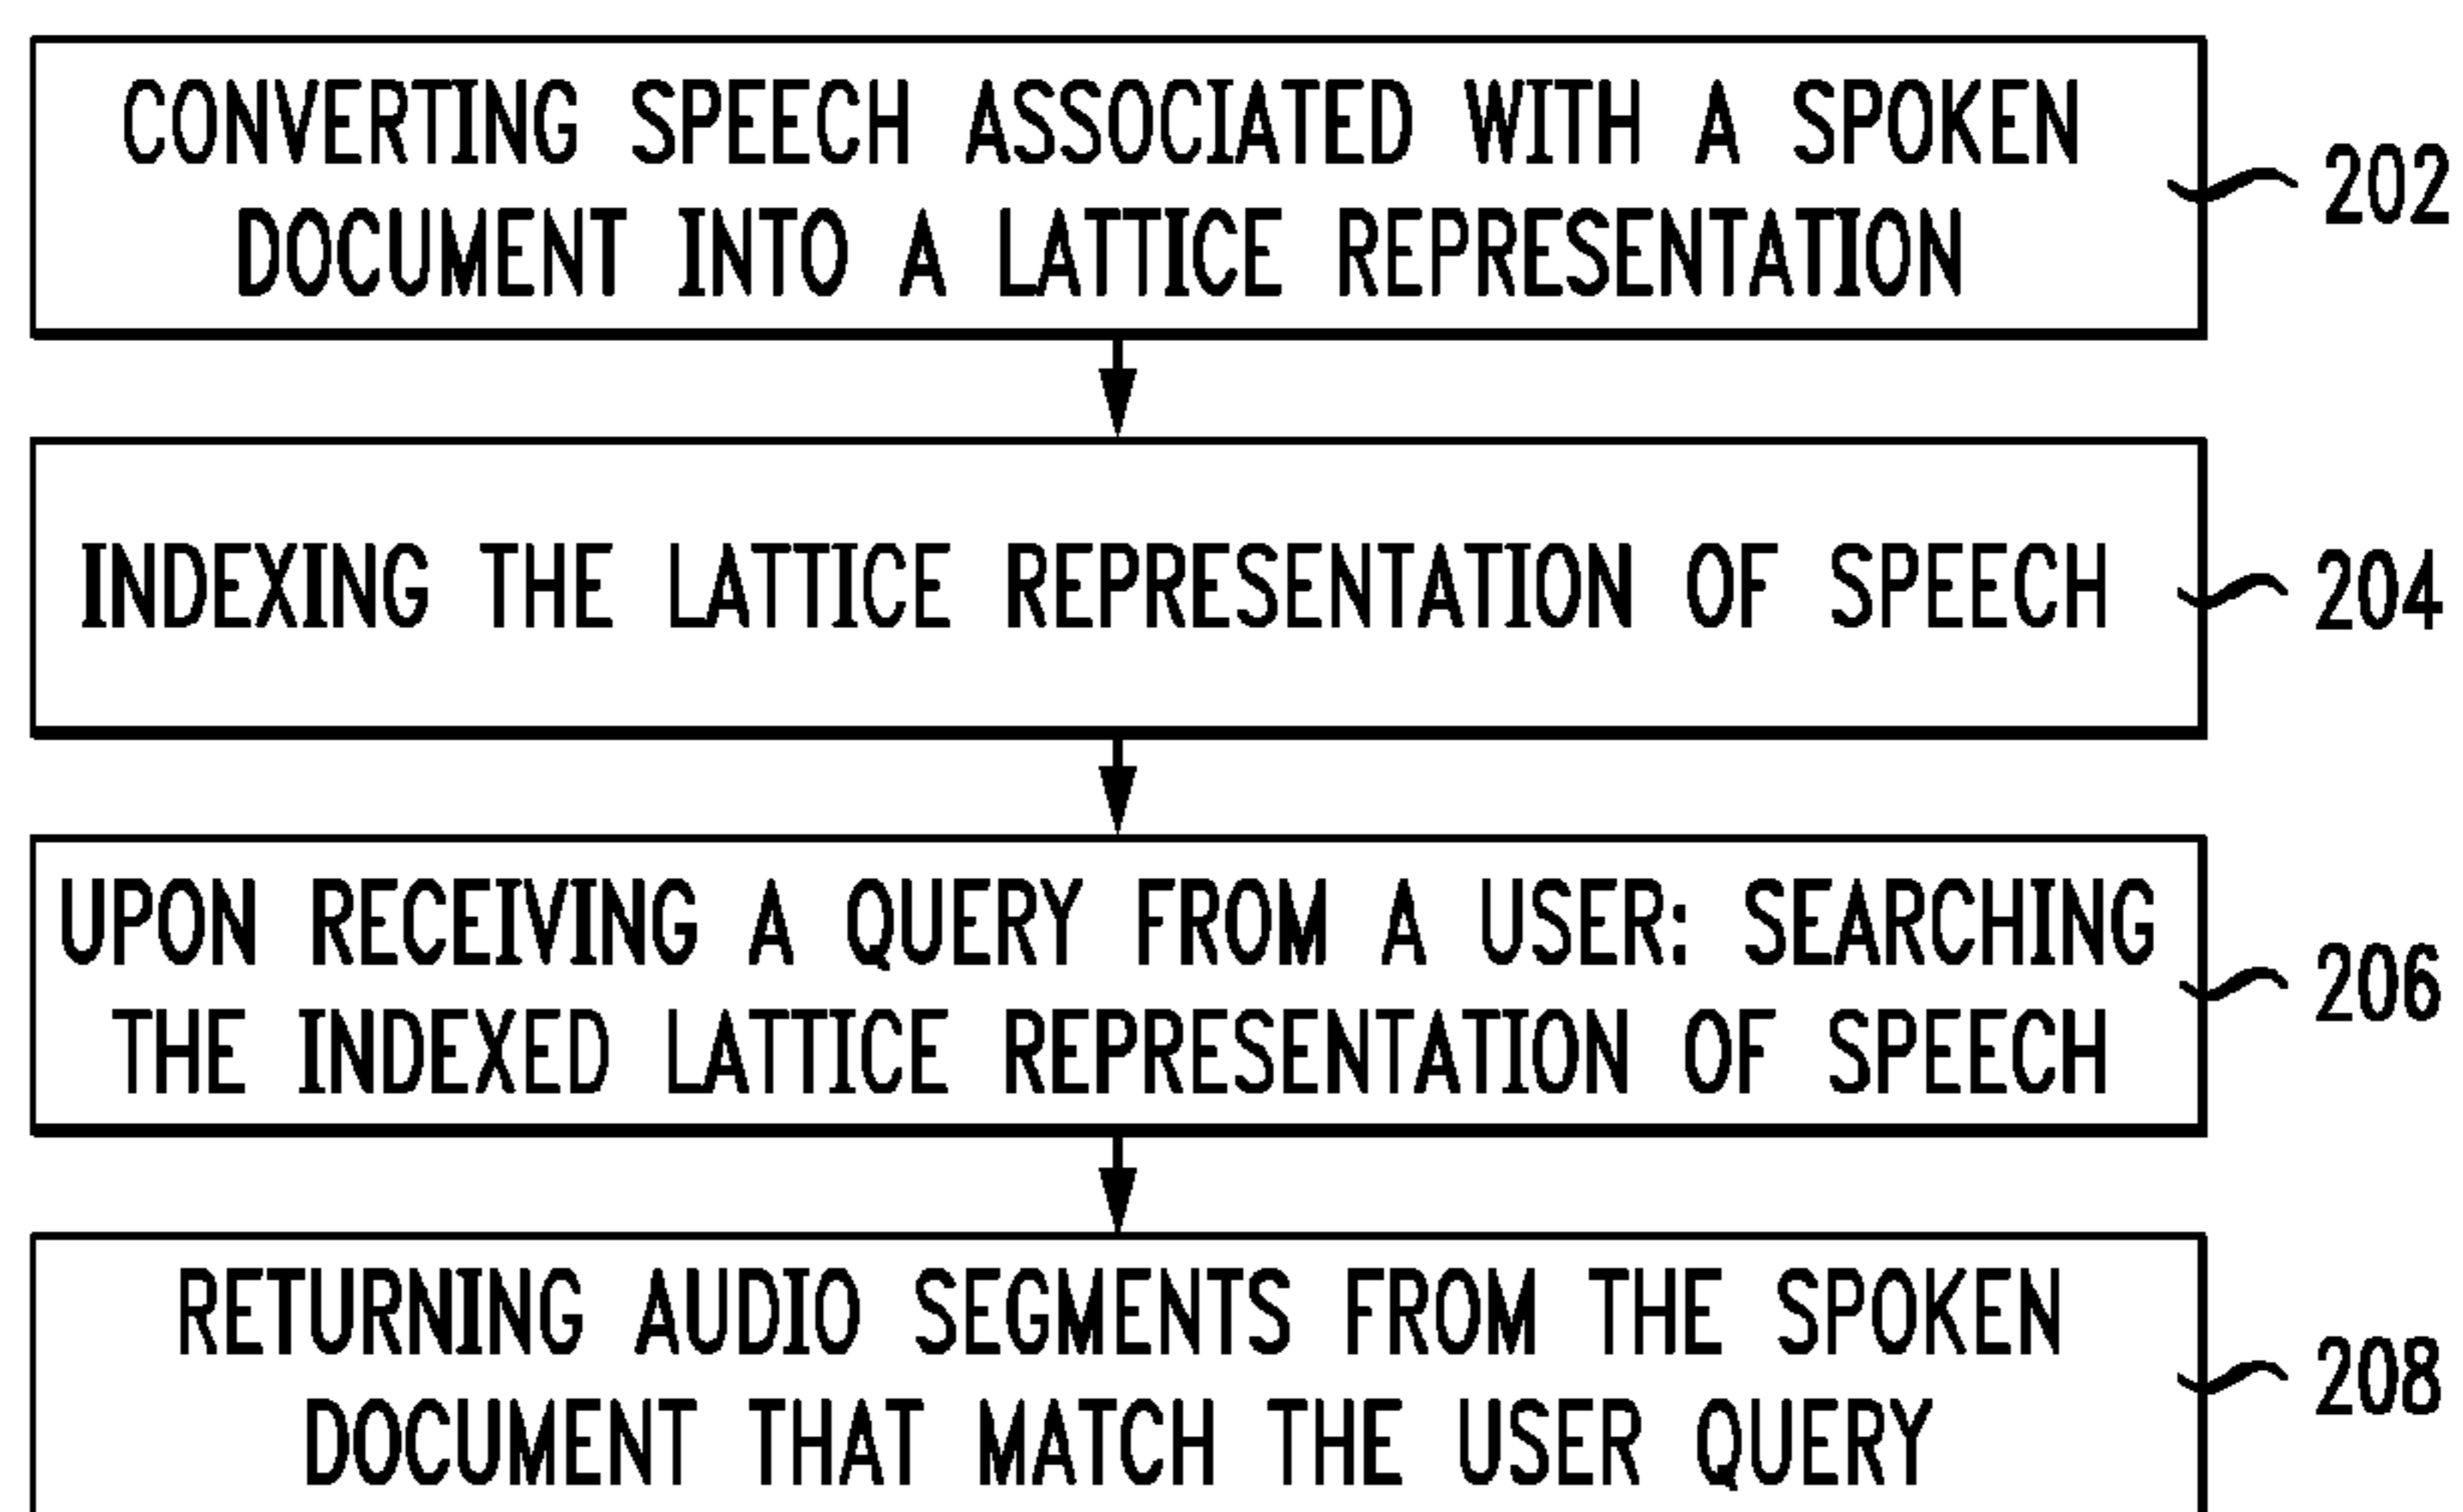 CONVERTING SPEECH ASSOCIATED WITH A SPOKEN
DOCUMENT INTO A LATTICE REPRESENTATION
202
INDEXING THE LATTICE REPRESENTATION OF SPEECH
204
UPON RECEIVING A QUERY FROM A USER: SEARCHING
THE INDEXED LATTICE REPRESENTATION OF SPEECH
206
RETURNING AUDIO SEGMENTS FROM THE SPOKEN
DOCUMENT THAT MATCH THE USER QUERY
208